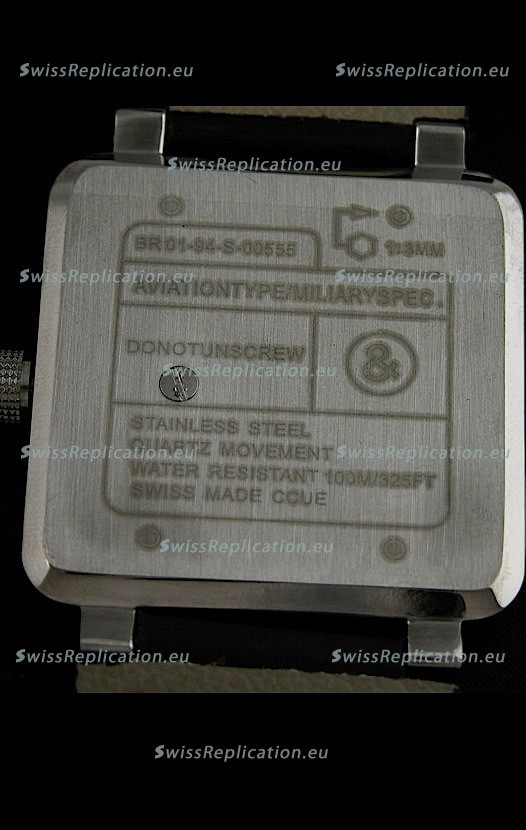 SwissReplication.eu SwissReplication.eu
SwissReplication.eu
BR 01-94-S-00555
1:3MM
SwissReplication.eu SwissReplication.eu
AVIATIONTYPE/MILIARYSPEC.
DONOTUNSCREW
&
SwissReplication.eu
STAINLESS STEEL
QUARTZ MOVEMENT
SwissReplication.eu SwissReplication.eu
WATER RESISTANT 100M/325FT
SWISS MADE CCUE
SwissReplication.eu
SwissReplication.eu SwissReplication.eu
SwissReplication.eu